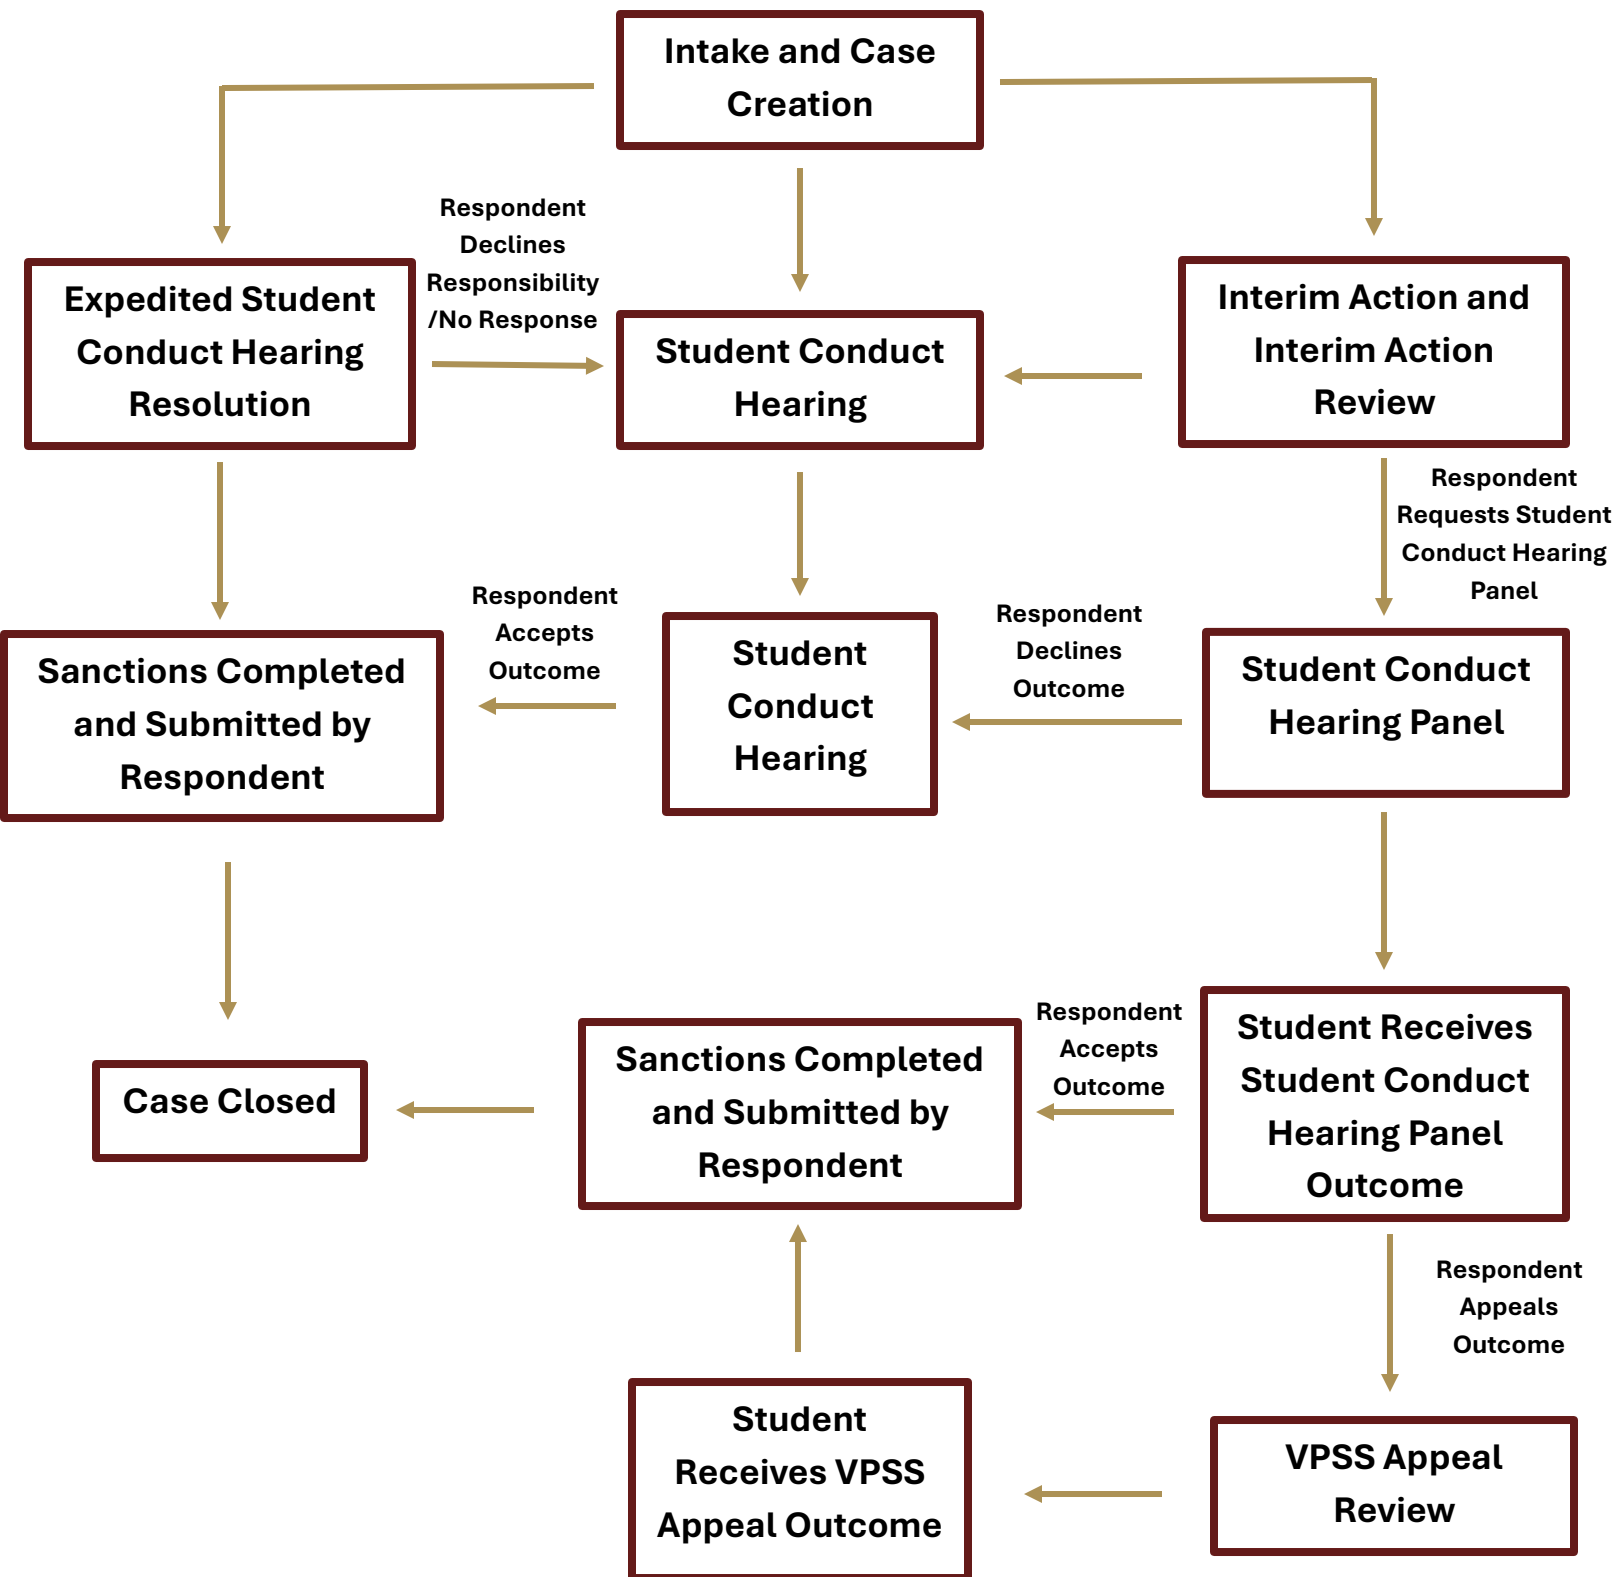 Intake and Case
Creation
Respondent
Declines
Responsibility
/No Response
Expedited Student
Conduct Hearing
Resolution
Student Conduct
Hearing
Interim Action and
Interim Action
Review
Respondent
Requests Student
Conduct Hearing
Panel
Sanctions Completed
and Submitted by
Respondent
Respondent
Accepts
Outcome
Student
Conduct
Hearing
Respondent
Declines
Outcome
Student Conduct
Hearing Panel
Case Closed
Sanctions Completed
and Submitted by
Respondent
Respondent
Accepts
Outcome
Student Receives
Student Conduct
Hearing Panel
Outcome
Respondent
Appeals
Outcome
Student
Receives VPSS
Appeal Outcome
VPSS Appeal
Review